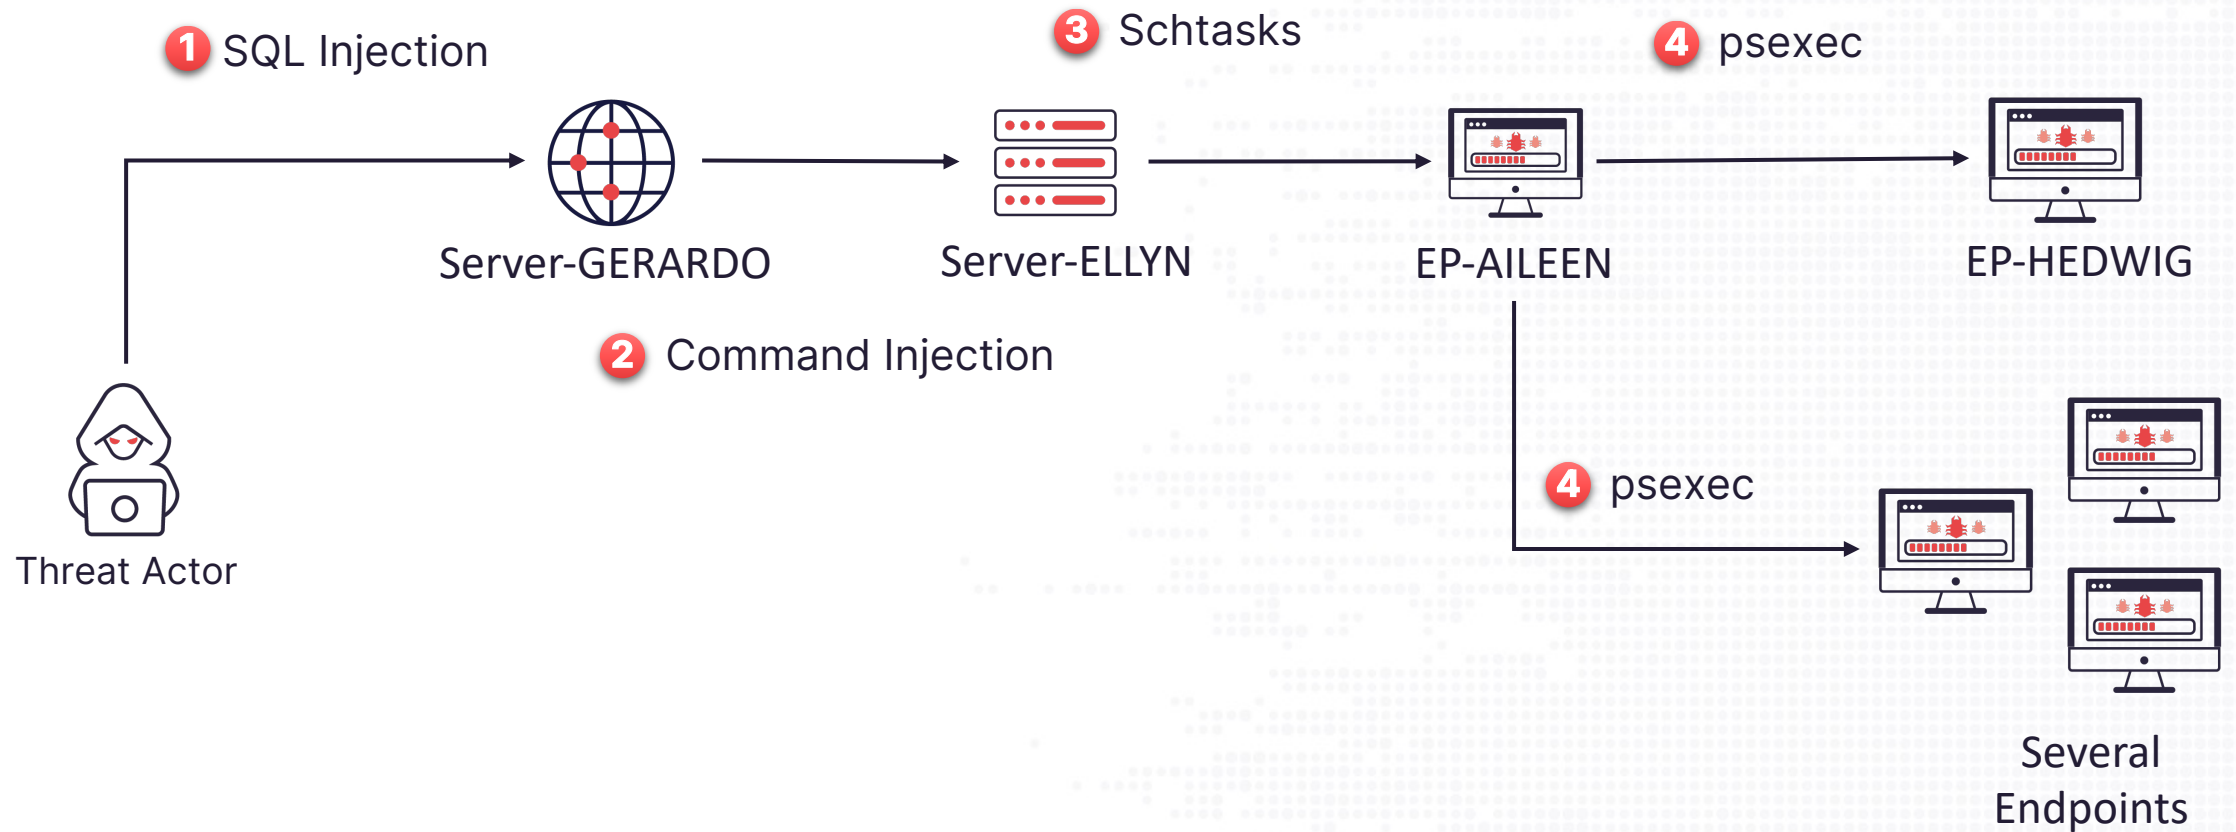 1 SQL Injection
3 Schtasks
4 psexec
Server-GERARDO
Server-ELLYN
EP-AILEEN
EP-HEDWIG
2 Command Injection
4 psexec
Threat Actor
Several
Endpoints